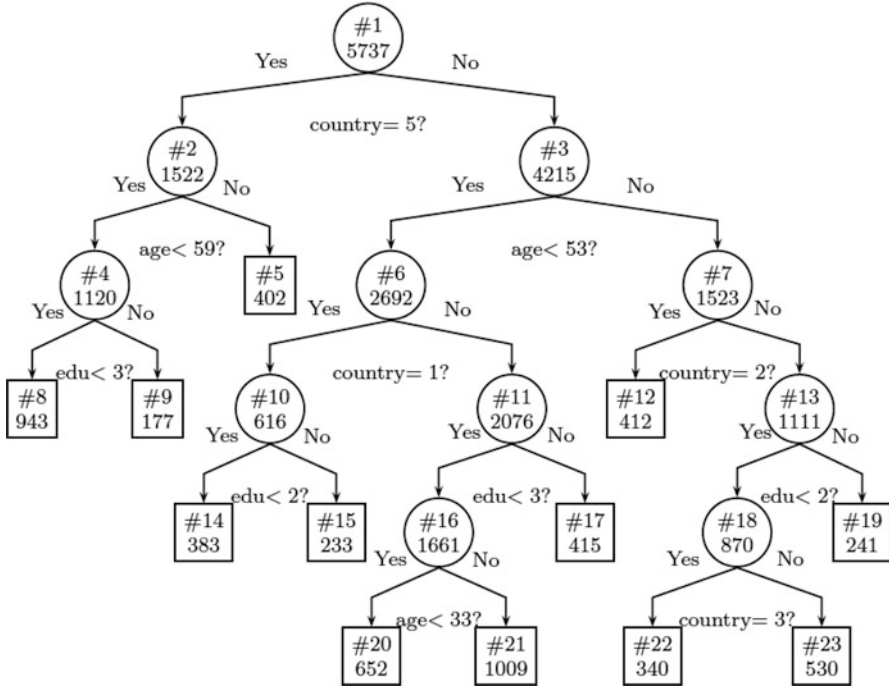 #1
5737
Yes
No
country= 5?
#2
1522
#3
4215
Yes
No
Yes
No
age< 59?
age< 53?
#4
1120
#5
402
#6
2692
#7
1523
Yes
No
Yes
No
Yes
No
edu< 3?
country= 1?
country= 2?
#8
943
#9
177
#10
616
#11
2076
#12
412
#13
1111
Yes
No
Yes
No
Yes
No
edu< 2?
edu< 3?
edu< 2?
#14
383
#15
233
#16
1661
#17
415
#18
870
#19
241
Yes
No
Yes
No
age< 33?
country= 3?
#20
652
#21
1009
#22
340
#23
530